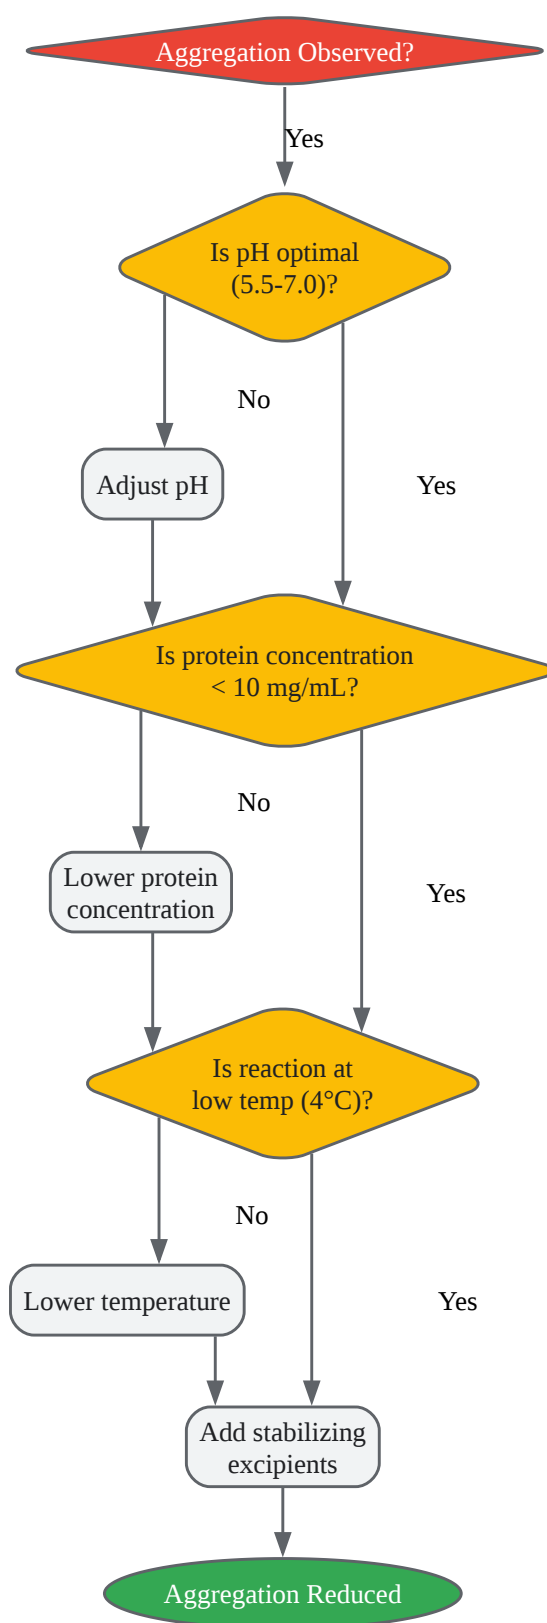 Aggregation Observed?
Yes
Is pH optimal
(5.5-7.0)?
No
Adjust pH
Yes
Is protein concentration
< 10 mg/mL?
No
Lower protein
concentration
Yes
Is reaction at
low temp (4°C)?
No
Lower temperature
Yes
Add stabilizing
excipients
Aggregation Reduced